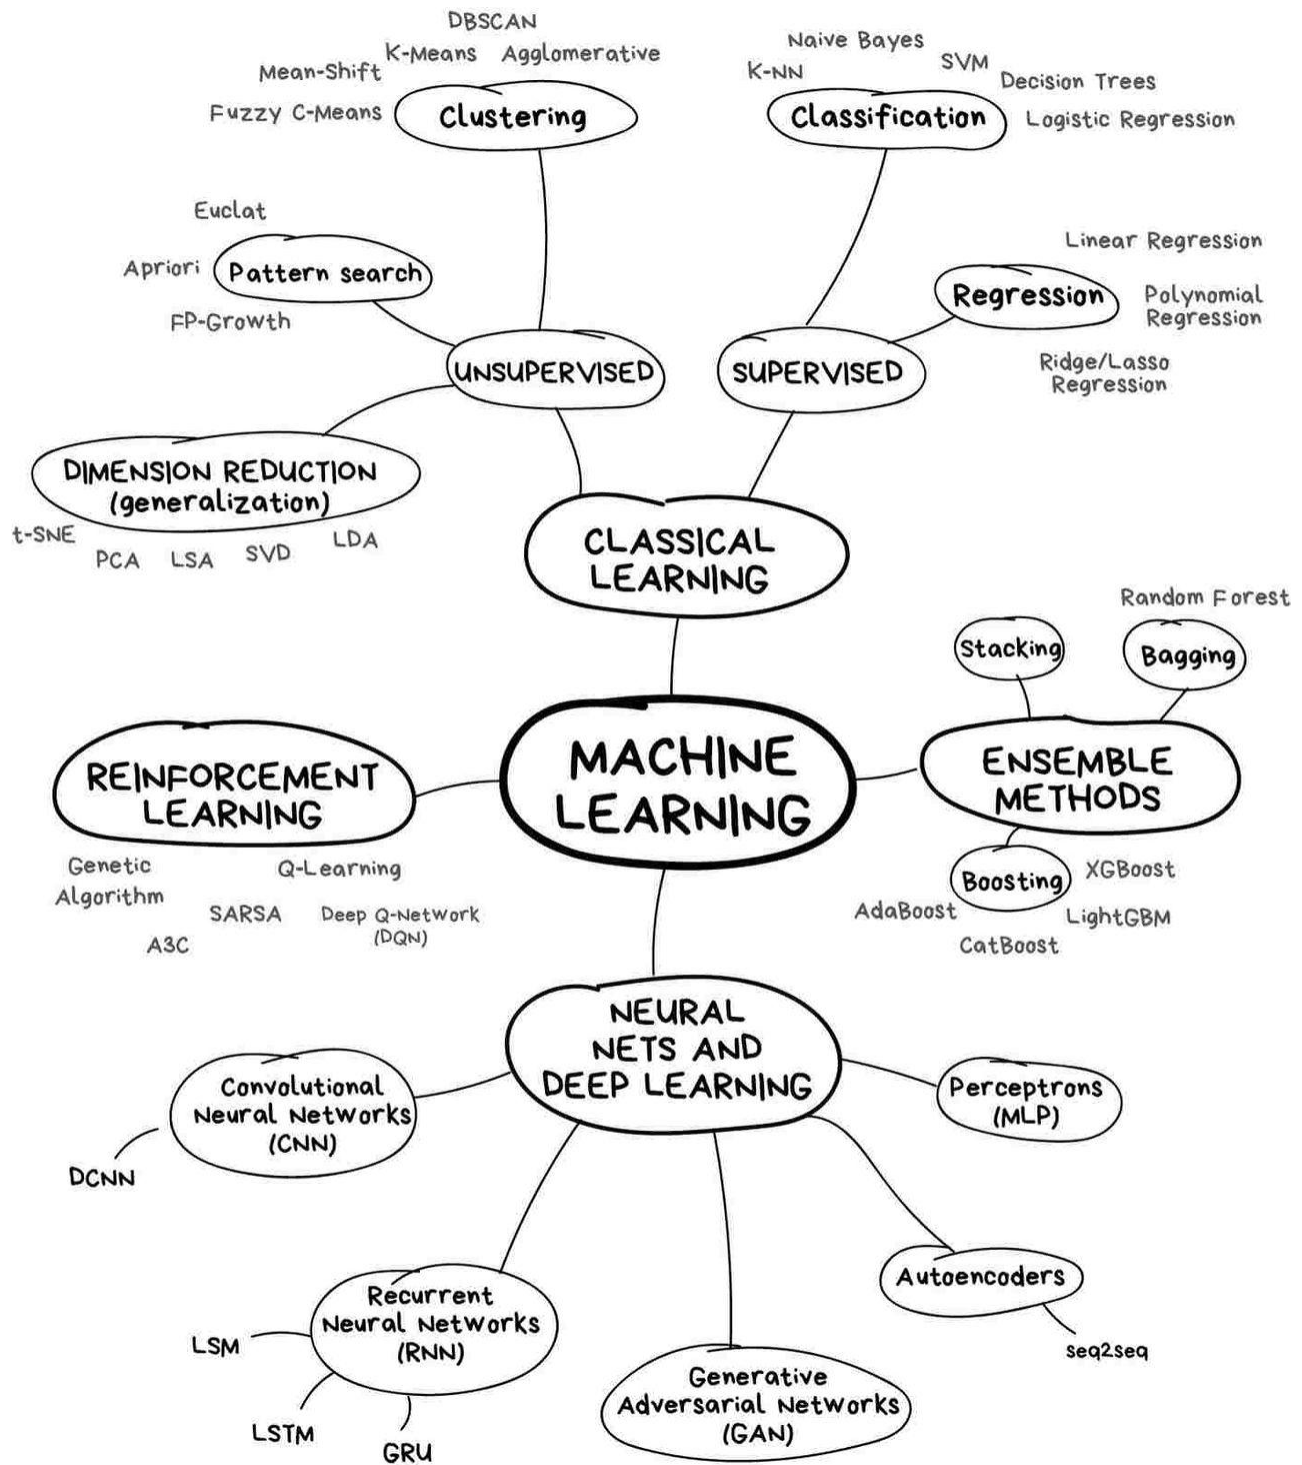 DBSCAN
K-Means
Agglomerative
Mean-Shift
Fuzzy C-Means
Clustering
Naive Bayes
K-NN
SVM
Decision Trees
Classification
Logistic Regression
Euclat
Apriori
Pattern search
FP-Growth
Linear Regression
Regression
Polynomial
Regression
Ridge/Lasso
Regression
UNSUPERVISED
SUPERVISED
DIMENSION REDUCTION
(generalization)
t-SNE
PCA
LSA
SVD
LDA
CLASSICAL
LEARNING
Random Forest
Stacking
Bagging
MACHINE
LEARNING
REINFORCEMENT
LEARNING
ENSEMBLE
METHODS
Genetic
Algorithm
Q-Learning
SARSA
Deep Q-Network
(DQN)
A3C
Boosting
XGBoost
AdaBoost
LightGBM
CatBoost
NEURAL
NETS AND
DEEP LEARNING
Convolutional
Neural Networks
(CNN)
DCNN
Perceptrons
(MLP)
Autoencoders
seq2seq
Recurrent
Neural Networks
(RNN)
LSM
LSTM
GRU
Generative
Adversarial Networks
(GAN)